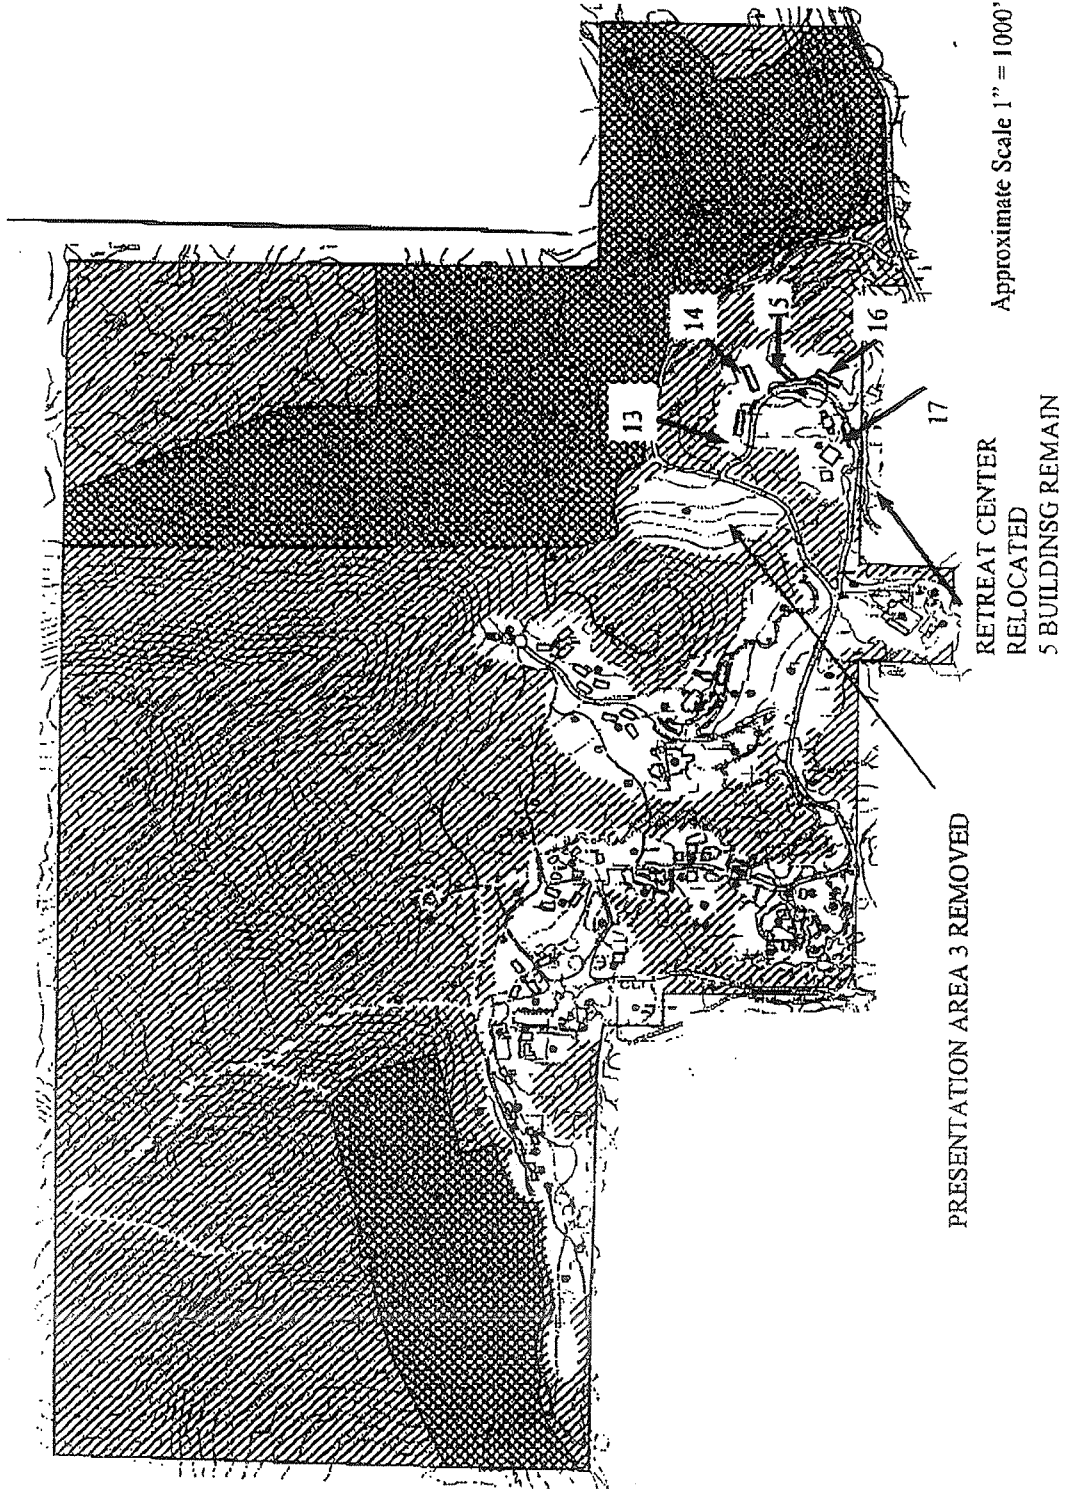 13
14
15
16
17
PRESENTATION AREA 3 REMOVED
RETREAT CENTER
RELOCATED
5 BUILDINSG REMAIN
Approximate Scale 1” = 1000’